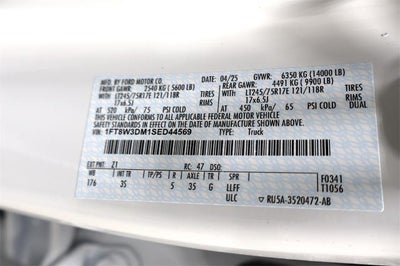 MFD. BY FORD MOTOR CO.
DATE: 04/25 GVWR: 6350 KG (14000 LB)
FRONT GAWR: 2540 KG (5600 LB) REAR GAWR: 4491 KG (9900 LB)
LT245/75R17E 121/118R TIRES LT245/75R17E 121/118R TIRES
17x6.5J RIMS 17x6.5J RIMS
AT 520 kPa/ 75 PSI COLD AT 450 kPa/ 65 PSI COLD DUAL
THIS VEHICLE CONFORMS TO ALL APPLICABLE FEDERAL MOTOR VEHICLE
SAFETY STANDARDS IN EFFECT ON THE DATE OF MANUFACTURE SHOWN ABOVE.
VIN: 1FT8W3DM1SED44569 TYPE: Truck
EXT PNT: Z1 RC: 47 DSO: F0341
WB INT TR TP/PS R AXLE TR SPR T1056
176 35 5 35 G LLFF
ULC RU5A-3520472-AB